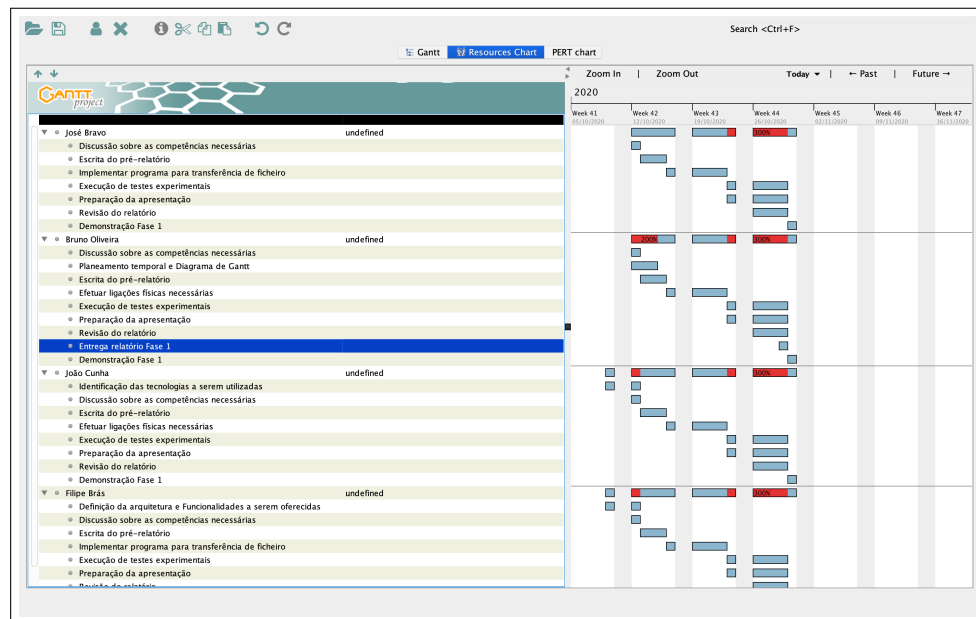 Search <Ctrl+F>
Gantt Resources Chart PERT chart
Zoom In | Zoom Out Today ▾ | ← Past | Future →
GANTT project
2020
Week 41 Week 42 Week 43 Week 44 Week 45 Week 46 Week 47
05/10/2020 12/10/2020 19/10/2020 26/10/2020 02/11/2020 09/11/2020 16/11/2020
José Bravo undefined 300%
Discussão sobre as competências necessárias
Escrita do pré-relatório
Implementar programa para transferência de ficheiro
Execução de testes experimentais
Preparação da apresentação
Revisão do relatório
Demonstração Fase 1
Bruno Oliveira undefined 200% 300%
Discussão sobre as competências necessárias
Planeamento temporal e Diagrama de Gantt
Escrita do pré-relatório
Efetuar ligações físicas necessárias
Execução de testes experimentais
Preparação da apresentação
Revisão do relatório
Entrega relatório Fase 1
Demonstração Fase 1
João Cunha undefined 300%
Identificação das tecnologias a serem utilizadas
Discussão sobre as competências necessárias
Escrita do pré-relatório
Efetuar ligações físicas necessárias
Execução de testes experimentais
Preparação da apresentação
Revisão do relatório
Demonstração Fase 1
Filipe Brás undefined 300%
Definição da arquitetura e Funcionalidades a serem oferecidas
Discussão sobre as competências necessárias
Escrita do pré-relatório
Implementar programa para transferência de ficheiro
Execução de testes experimentais
Preparação da apresentação
Revisão do relatório